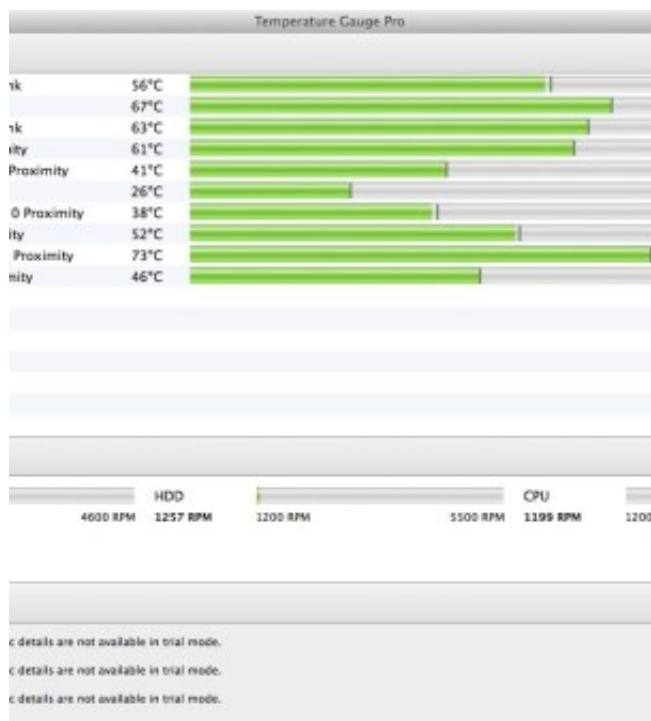 Temperature Gauge Pro
nk 56°C
67°C
nk 63°C
ity 61°C
Proximity 41°C
26°C
0 Proximity 38°C
ity 52°C
Proximity 73°C
mity 46°C
HDD CPU
4600 RPM 1257 RPM 1200 RPM 5500 RPM 1199 RPM 1200
c details are not available in trial mode.
c details are not available in trial mode.
c details are not available in trial mode.